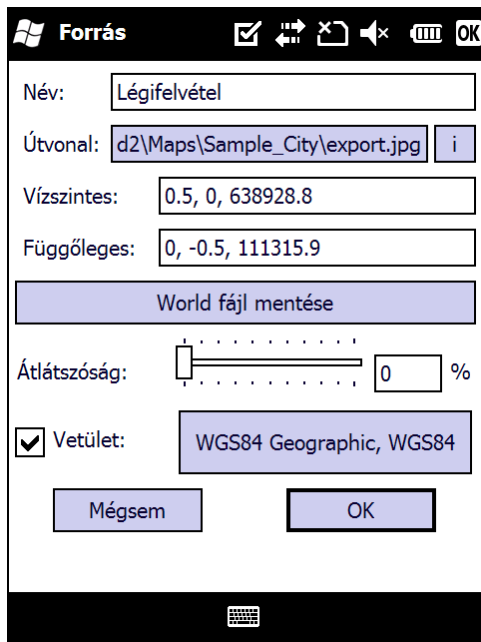 Forrás OK
Név: Légifelvétel
Útvonal: d2\Maps\Sample_City\export.jpg i
Vízszintes: 0.5, 0, 638928.8
Függőleges: 0, -0.5, 111315.9
World fájl mentése
Átlátszóság: 0 %
Vetület: WGS84 Geographic, WGS84
Mégsem OK